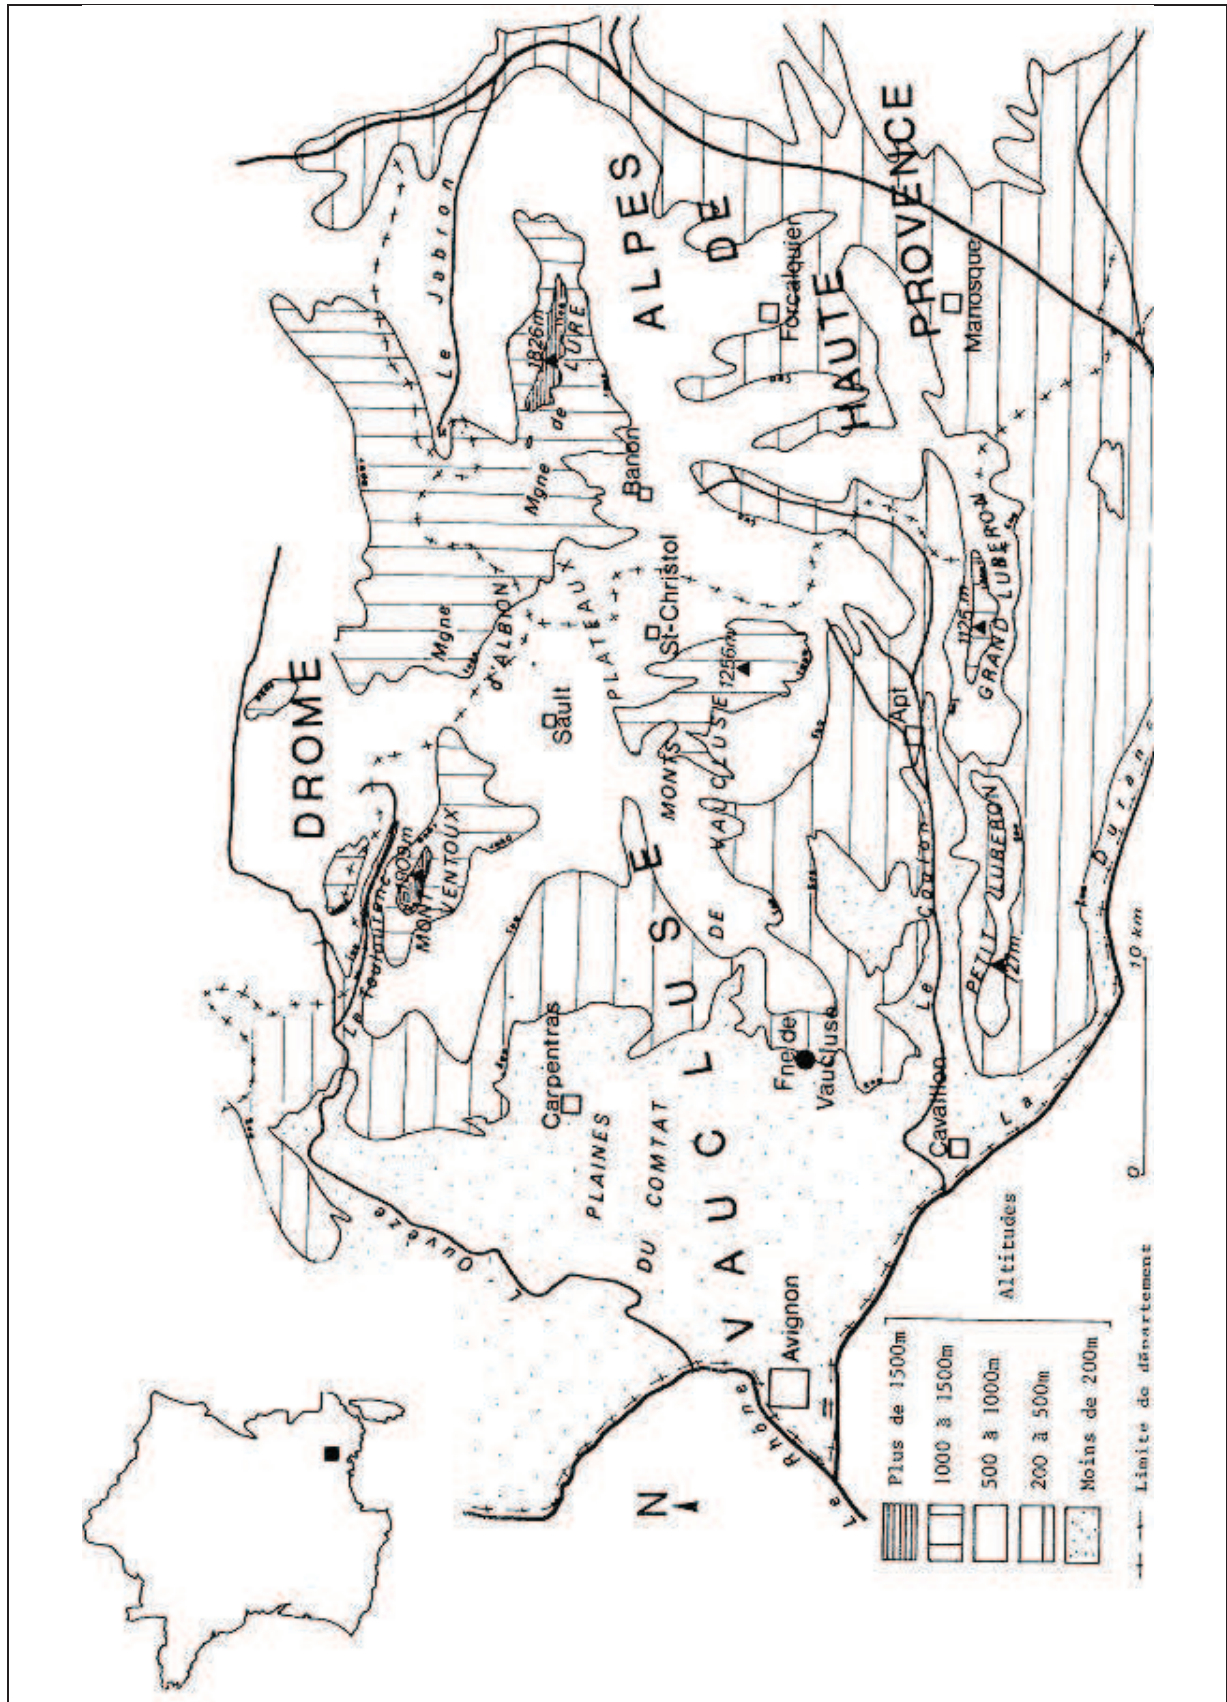 DROME
Le Jabron
La Toulourenc
1909m
MONT
VENTOUX
Mgne
d'ALBION
Mgne de LURE
1826m
ALPES
DE
HAUTE
PROVENCE
Sault
PLATEAU
St-Christol
Banon
Forcalquier
Manosque
Carpentras
PLAINES
DU COMTAT
L'Ouvèze
MONTS
DE VAUCLUSE
1256m
VAUCLUSE
Fne de
Vaucluse
Apt
Le Coulon
Avignon
Le Rhône
Cavaillon
PETIT LUBERON
727m
GRAND LUBERON
1125m
La Duranc
N
Plus de 1500m
1000 à 1500m
500 à 1000m
200 à 500m
Moins de 200m
Altitudes
Limite de département
0
10 km